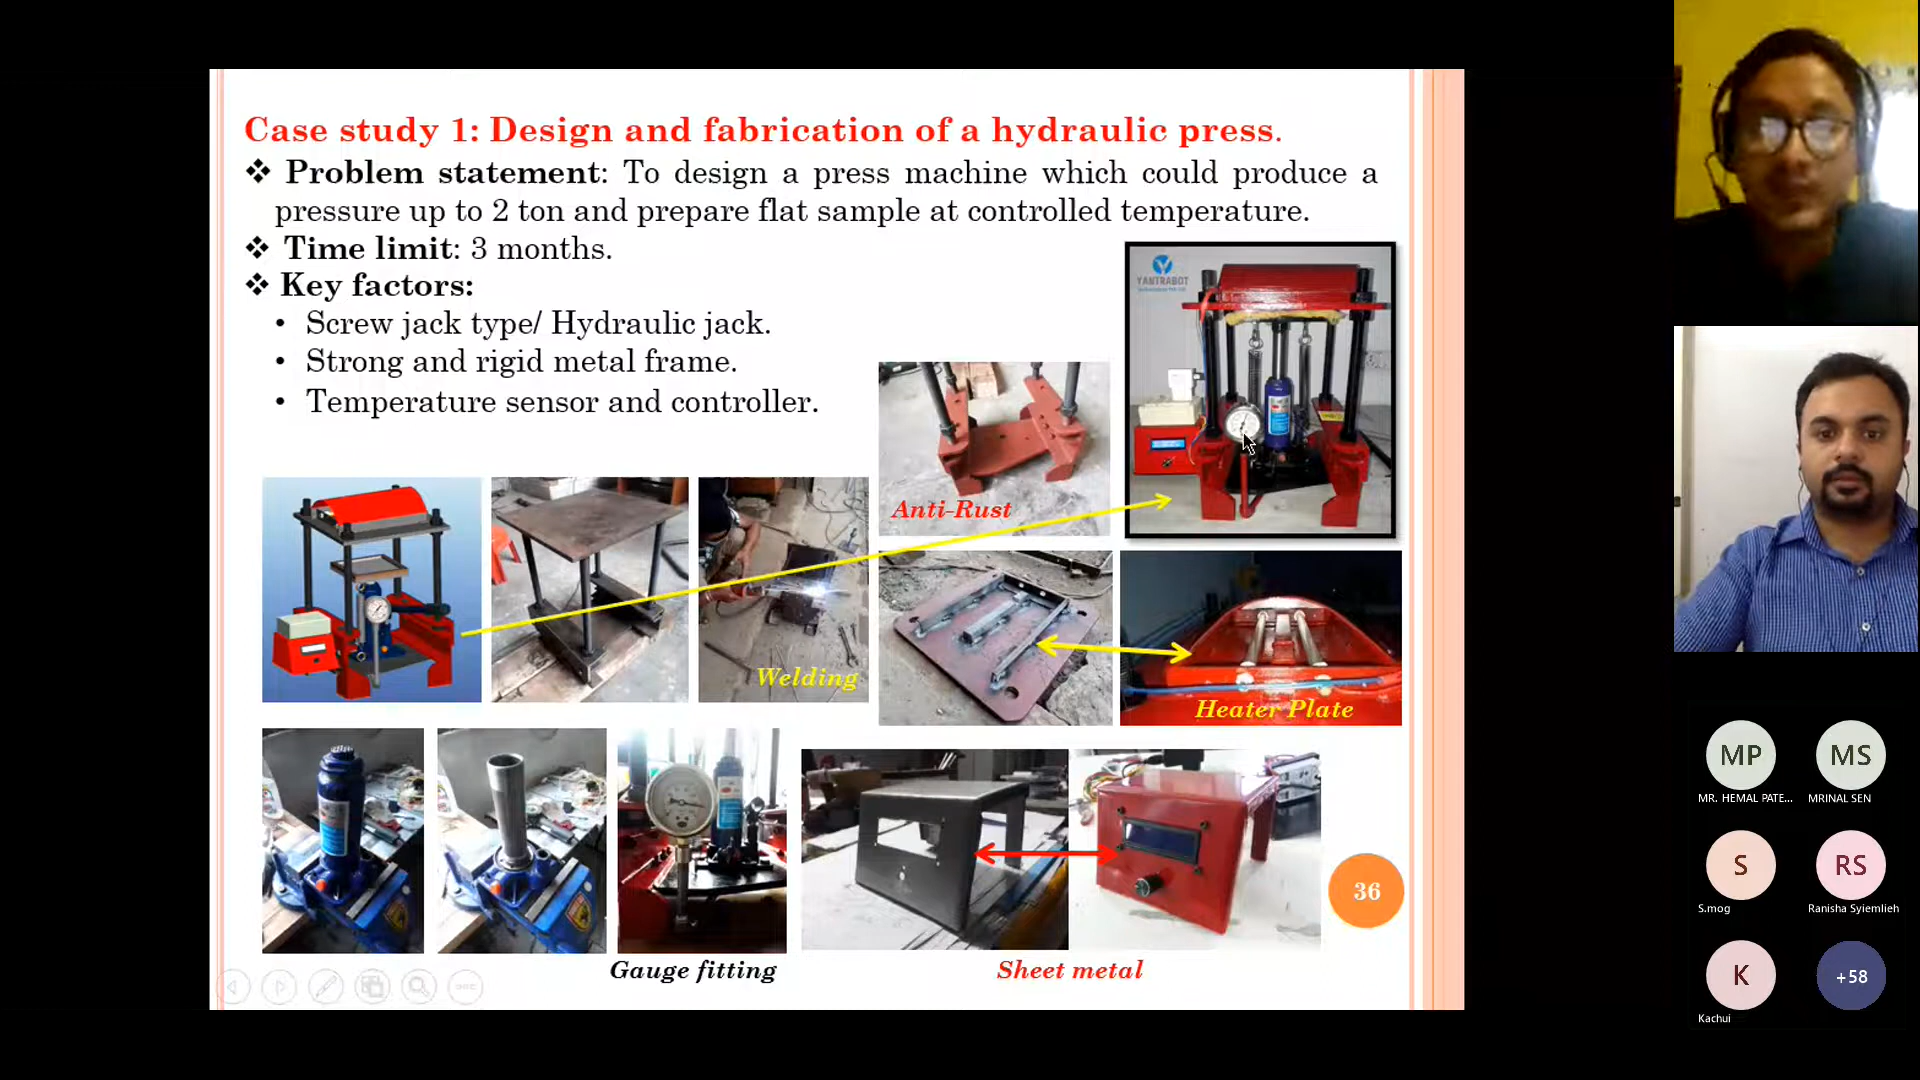 Case study 1: Design and fabrication of a hydraulic press.
❖ Problem statement: To design a press machine which could produce a
pressure up to 2 ton and prepare flat sample at controlled temperature.
❖ Time limit: 3 months.
❖ Key factors:
• Screw jack type/ Hydraulic jack.
• Strong and rigid metal frame.
• Temperature sensor and controller.
YANTRABOT
Anti-Rust
Welding
Heater Plate
Gauge fitting
Sheet metal
36
MP
MR. HEMAL PATE...
MS
MRINAL SEN
S
S.mog
RS
Ranisha Syiemlieh
K
Kachui
+58